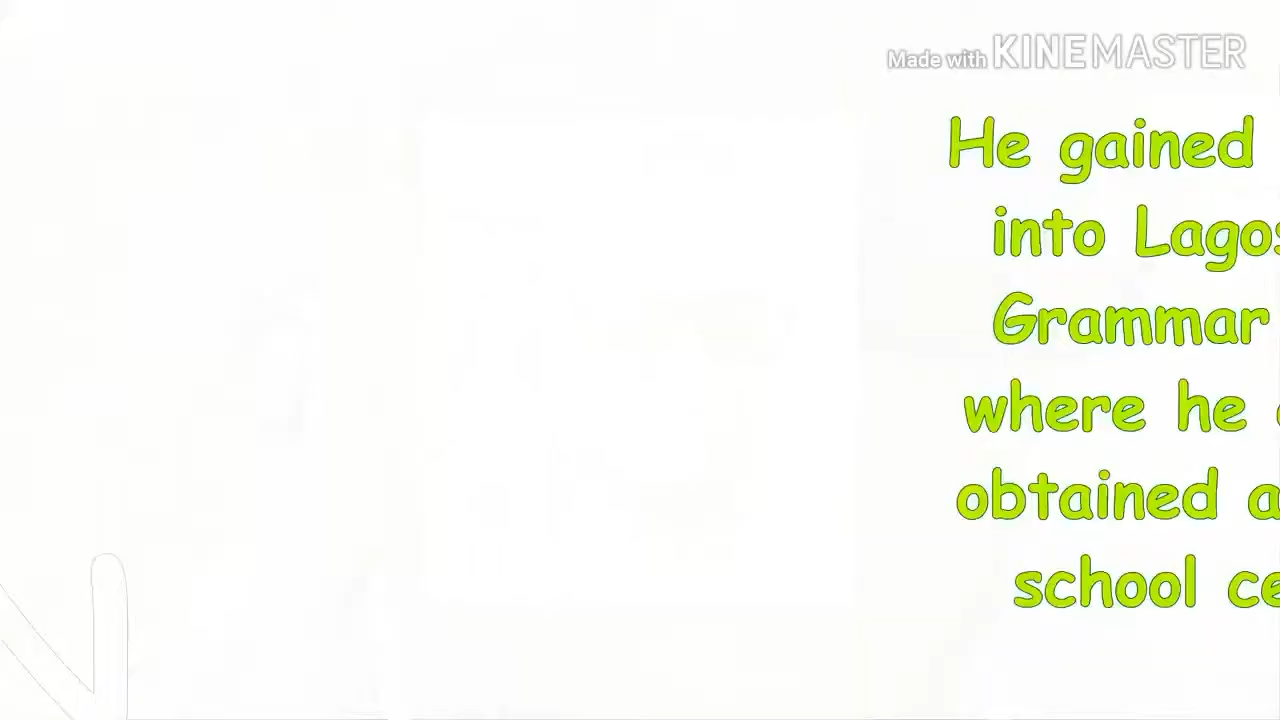 Made with KINEMASTER
He gained
into Lagos
Grammar
where he
obtained a
school ce